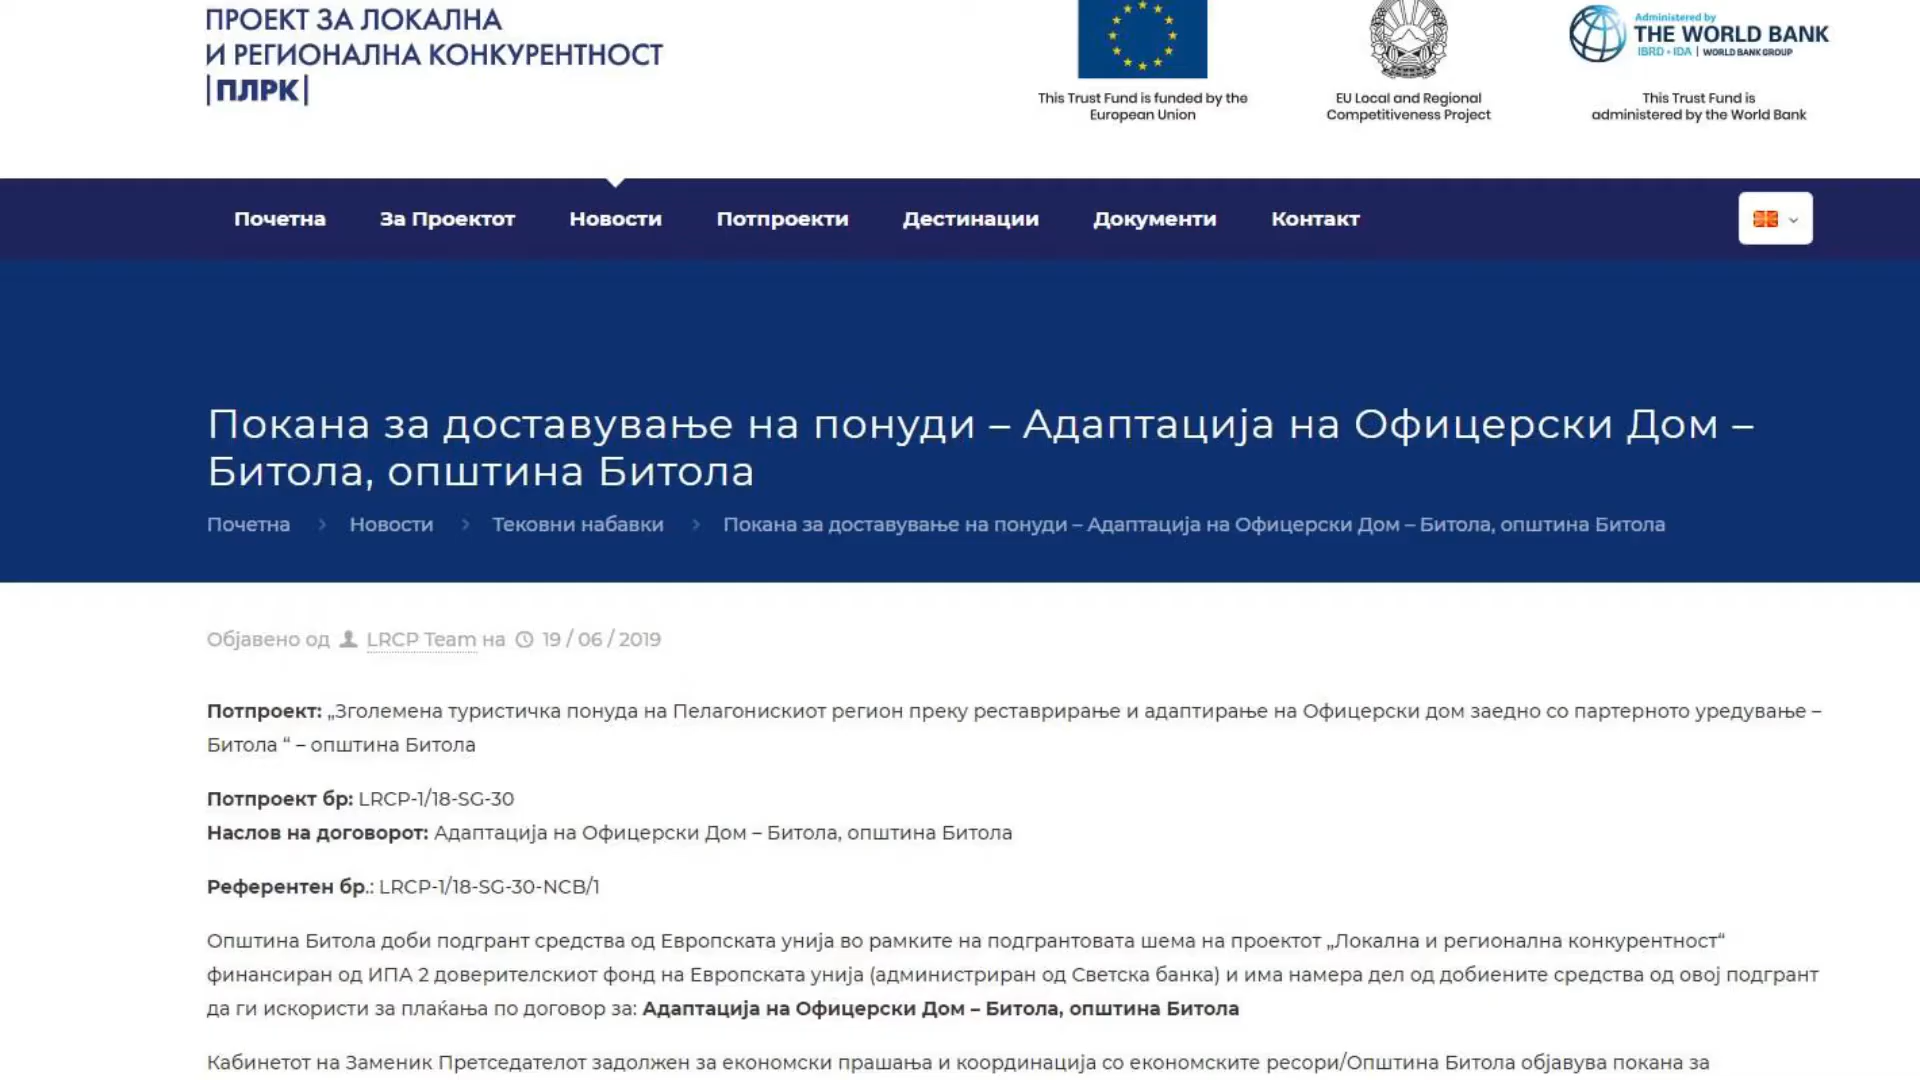 ПРОЕКТ ЗА ЛОКАЛНА
И РЕГИОНАЛНА КОНКУРЕНТНОСТ
|ПЛРК|
This Trust Fund is funded by the
European Union
EU Local and Regional
Competitiveness Project
Administered by
THE WORLD BANK
IBRD • IDA | WORLD BANK GROUP
This Trust Fund is
administered by the World Bank
Почетна За Проектот Новости Потпроекти Дестинации Документи Контакт
Покана за доставување на понуди – Адаптација на Офицерски Дом –
Битола, општина Битола
Почетна > Новости > Тековни набавки > Покана за доставување на понуди – Адаптација на Офицерски Дом – Битола, општина Битола
Објавено од LRCP Team на 19 / 06 / 2019
Потпроект: „Зголемена туристичка понуда на Пелагонискиот регион преку реставрирање и адаптирање на Офицерски дом заедно со партерното уредување –
Битола “ – општина Битола
Потпроект бр: LRCP-1/18-SG-30
Наслов на договорот: Адаптација на Офицерски Дом – Битола, општина Битола
Референтен бр.: LRCP-1/18-SG-30-NCB/1
Општина Битола доби подгрант средства од Европската унија во рамките на подгрантовата шема на проектот „Локална и регионална конкурентност“
финансиран од ИПА 2 доверителскиот фонд на Европската унија (администриран од Светска банка) и има намера дел од добиените средства од овој подгрант
да ги искористи за плаќања по договор за: Адаптација на Офицерски Дом – Битола, општина Битола
Кабинетот на Заменик Претседателот задолжен за економски прашања и координација со економските ресори/Општина Битола објавува покана за